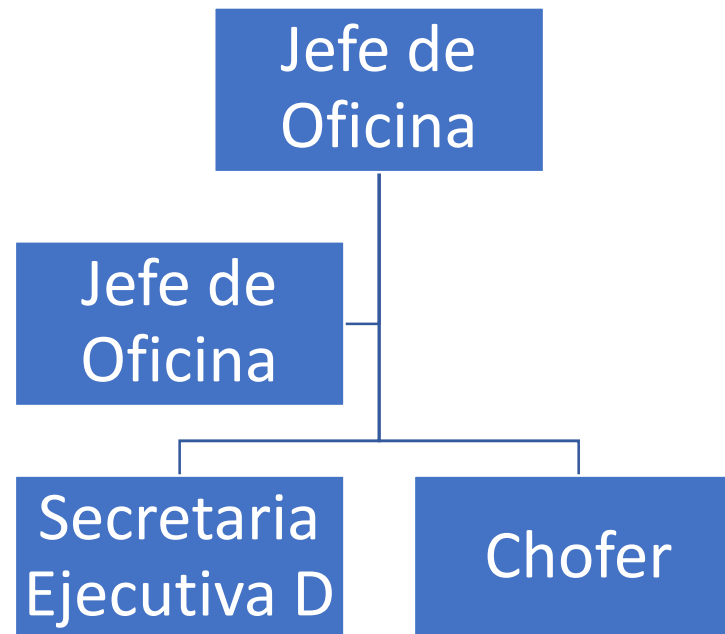 Jefe de
Oficina
Jefe de
Oficina
Secretaria
Ejecutiva D
Chofer